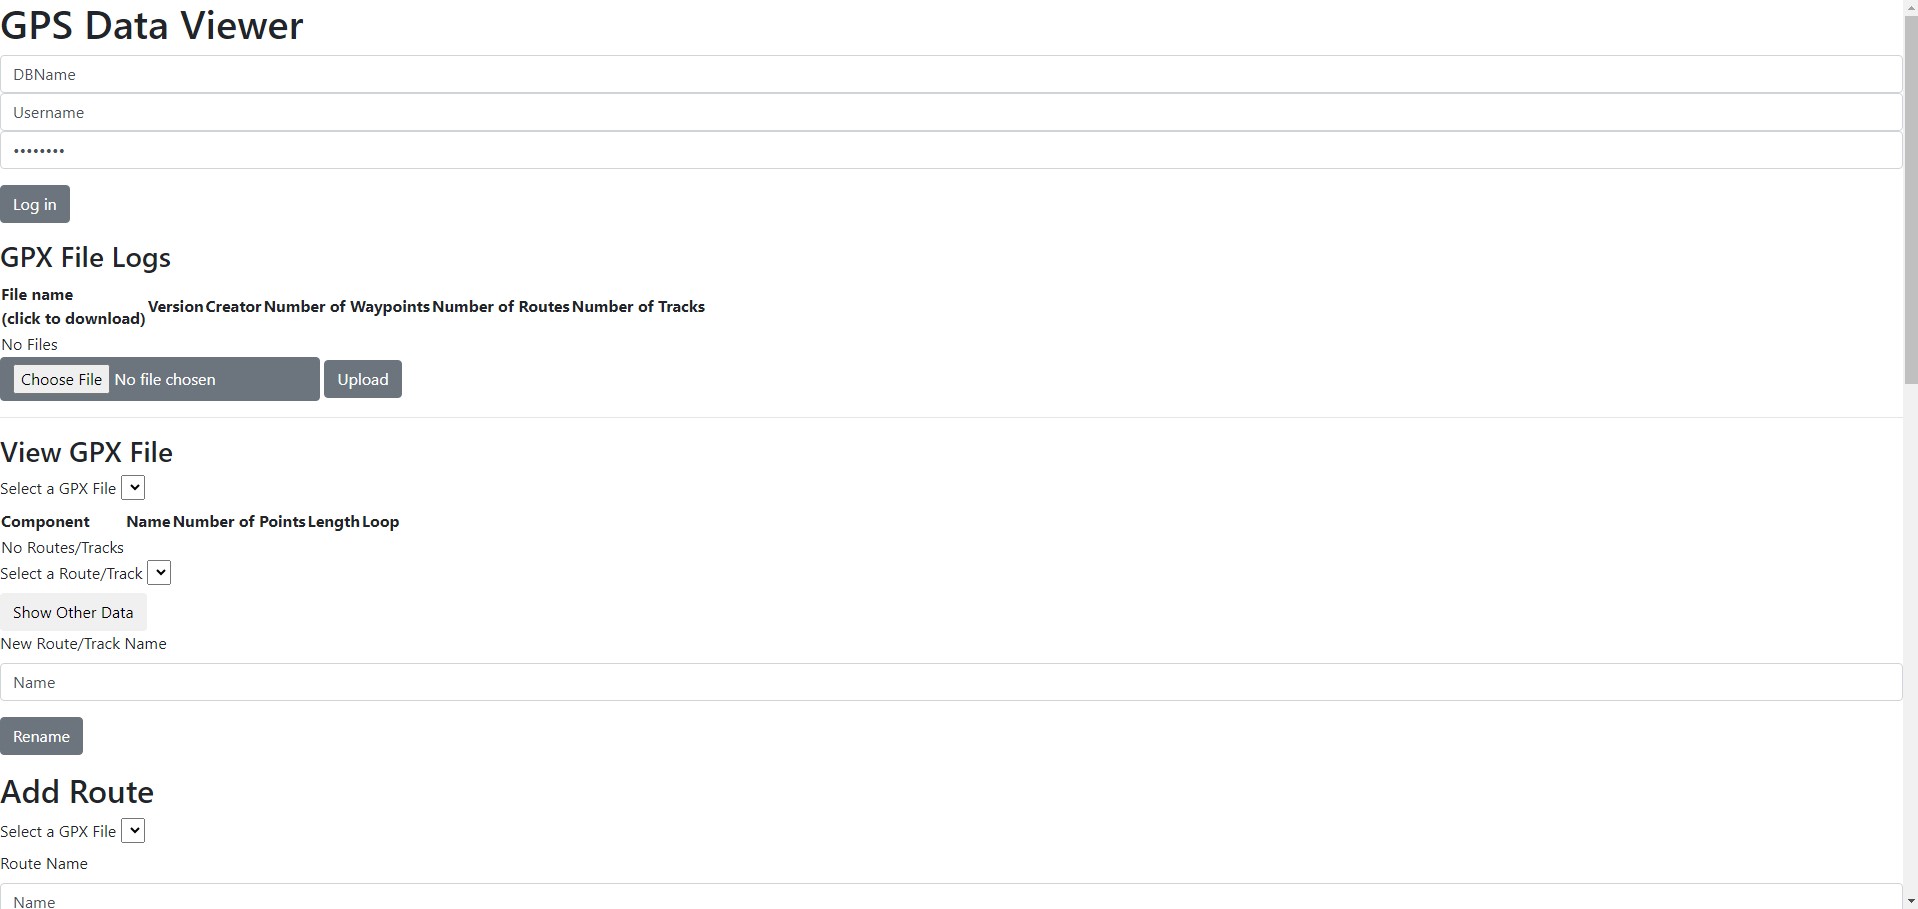 GPS Data Viewer
DBName
Username
••••••••
Log in
GPX File Logs
File name
(click to download) Version Creator Number of Waypoints Number of Routes Number of Tracks
No Files
Choose File No file chosen Upload
View GPX File
Select a GPX File
Component Name Number of Points Length Loop
No Routes/Tracks
Select a Route/Track
Show Other Data
New Route/Track Name
Name
Rename
Add Route
Select a GPX File
Route Name
Name